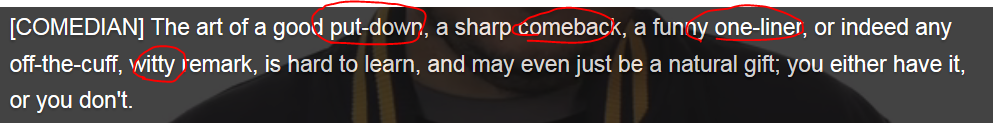 [COMEDIAN] The art of a good put-down, a sharp comeback, a funny one-liner, or indeed any
off-the-cuff, witty remark, is hard to learn, and may even just be a natural gift; you either have it,
or you don't.